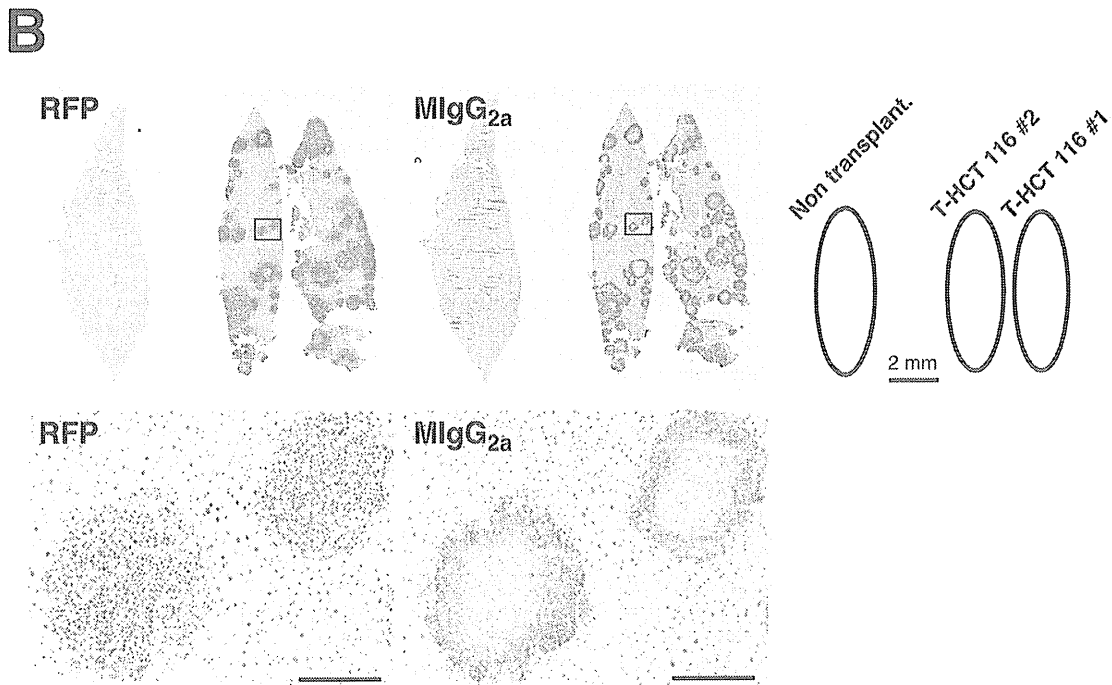 B
RFP
MIgG2a
Non transplant.
T-HCT 116 #2
T-HCT 116 #1
2 mm
RFP
MIgG2a